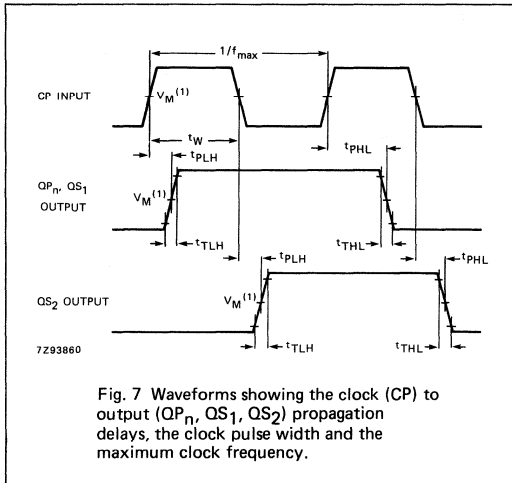 1/fmax
CP INPUT
VM(1)
tW
tPLH
tPHL
QPn, QS1
OUTPUT
VM(1)
tTLH
tTHL
tPLH
tPHL
QS2 OUTPUT
VM(1)
tTLH
tTHL
7Z93860
Fig. 7 Waveforms showing the clock (CP) to
output (QPn, QS1, QS2) propagation
delays, the clock pulse width and the
maximum clock frequency.